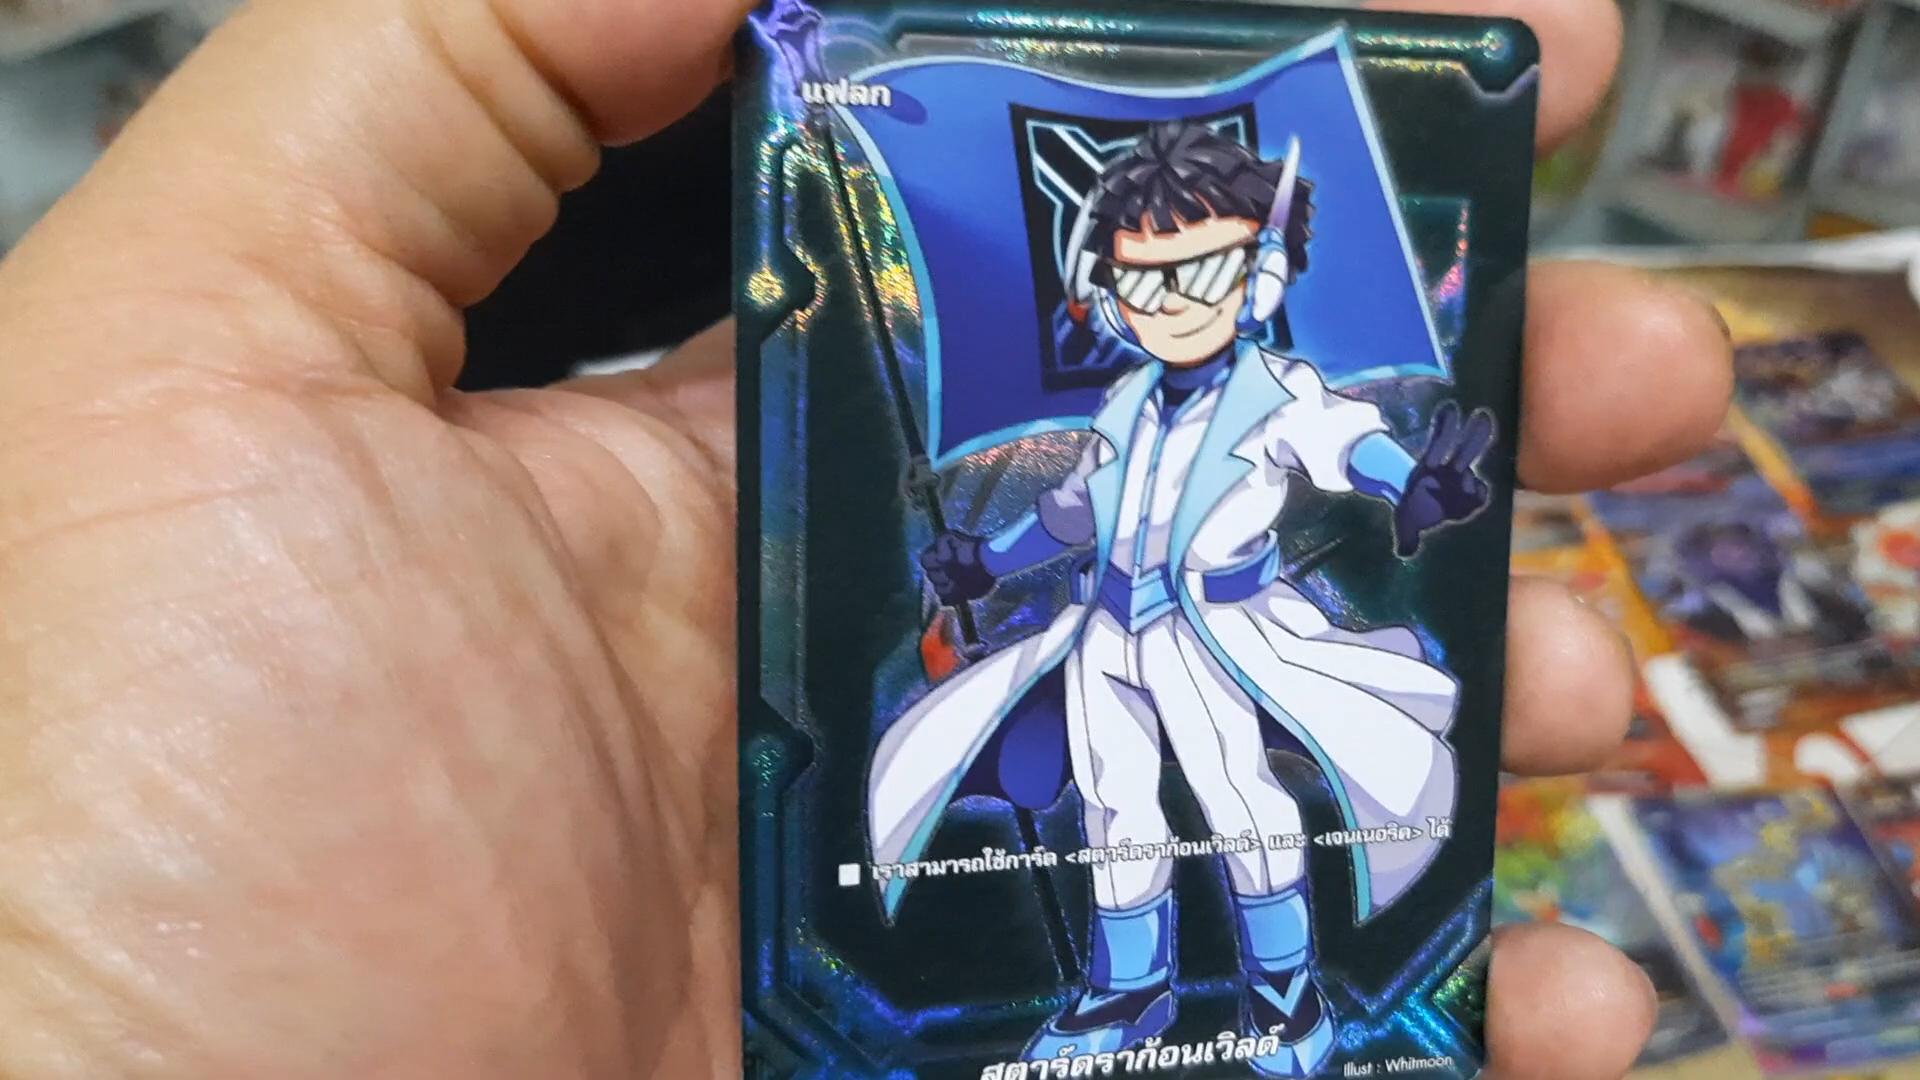 แฟลก
■ เราสามารถใช้การ์ด <สตาร์ดราก้อนเวิลด์> และ <เจนเนอริค> ได้
สตาร์ดราก้อนเวิลด์
Illust : Whitmoon